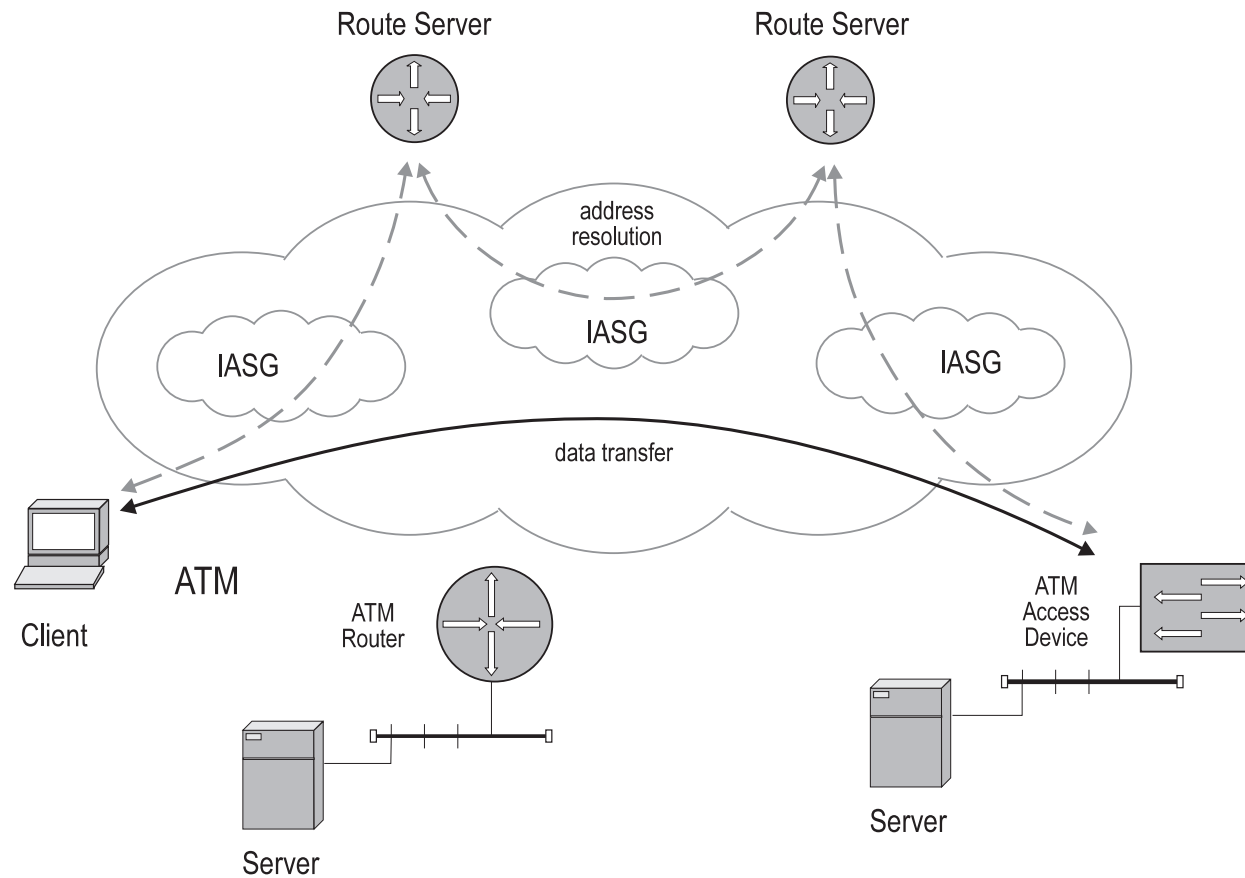 Route Server
Route Server
address
resolution
IASG
IASG
IASG
data transfer
ATM
Client
ATM
Router
ATM
Access
Device
Server
Server